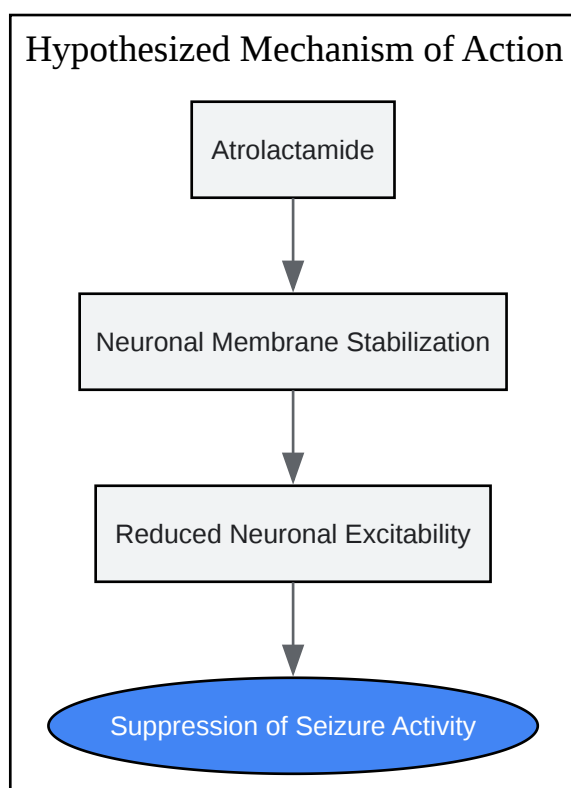 Hypothesized Mechanism of Action
Atrolactamide
Neuronal Membrane Stabilization
Reduced Neuronal Excitability
Suppression of Seizure Activity